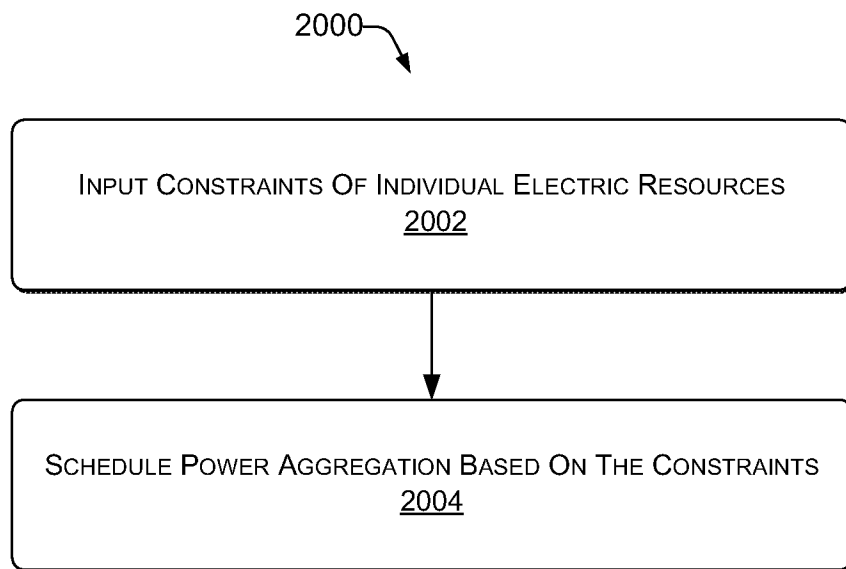 2000
INPUT CONSTRAINTS OF INDIVIDUAL ELECTRIC RESOURCES
2002
SCHEDULE POWER AGGREGATION BASED ON THE CONSTRAINTS
2004